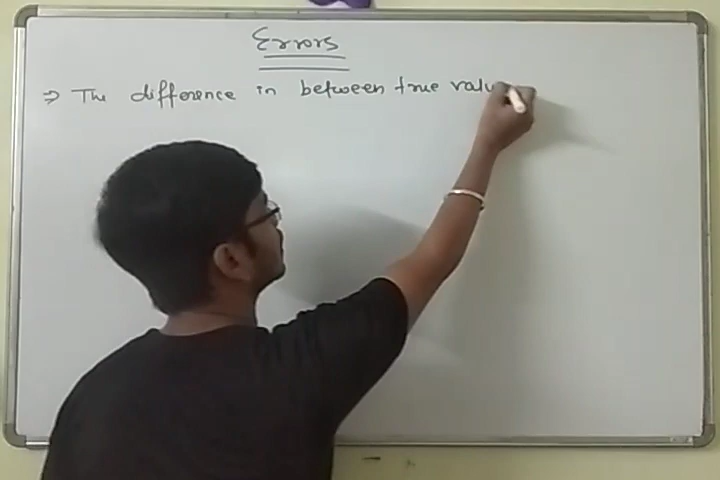 Errors
⇒ The difference in between true valu